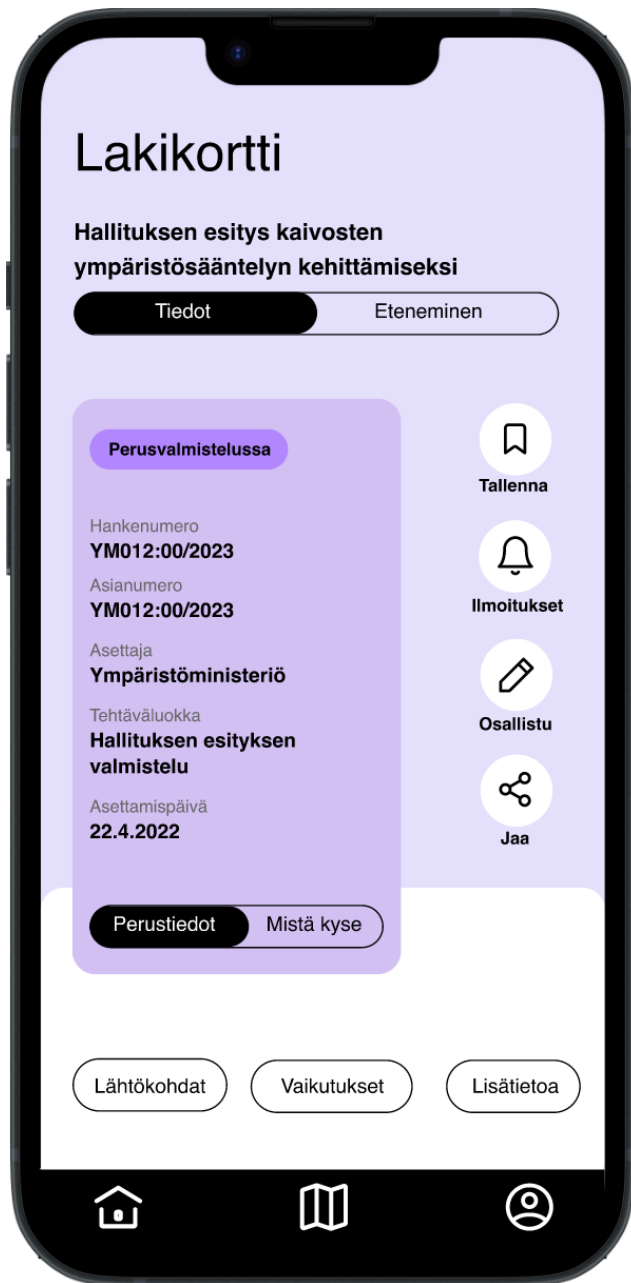 Lakikortti
Hallituksen esitys kaivosten
ympäristösääntelyn kehittämiseksi
Tiedot
Eteneminen
Perusvalmistelussa
Hankenumero
YM012:00/2023
Asianumero
YM012:00/2023
Asettaja
Ympäristöministeriö
Tehtäväluokka
Hallituksen esityksen
valmistelu
Asettamispäivä
22.4.2022
Perustiedot
Mistä kyse
Tallenna
Ilmoitukset
Osallistu
Jaa
Lähtökohdat
Vaikutukset
Lisätietoa